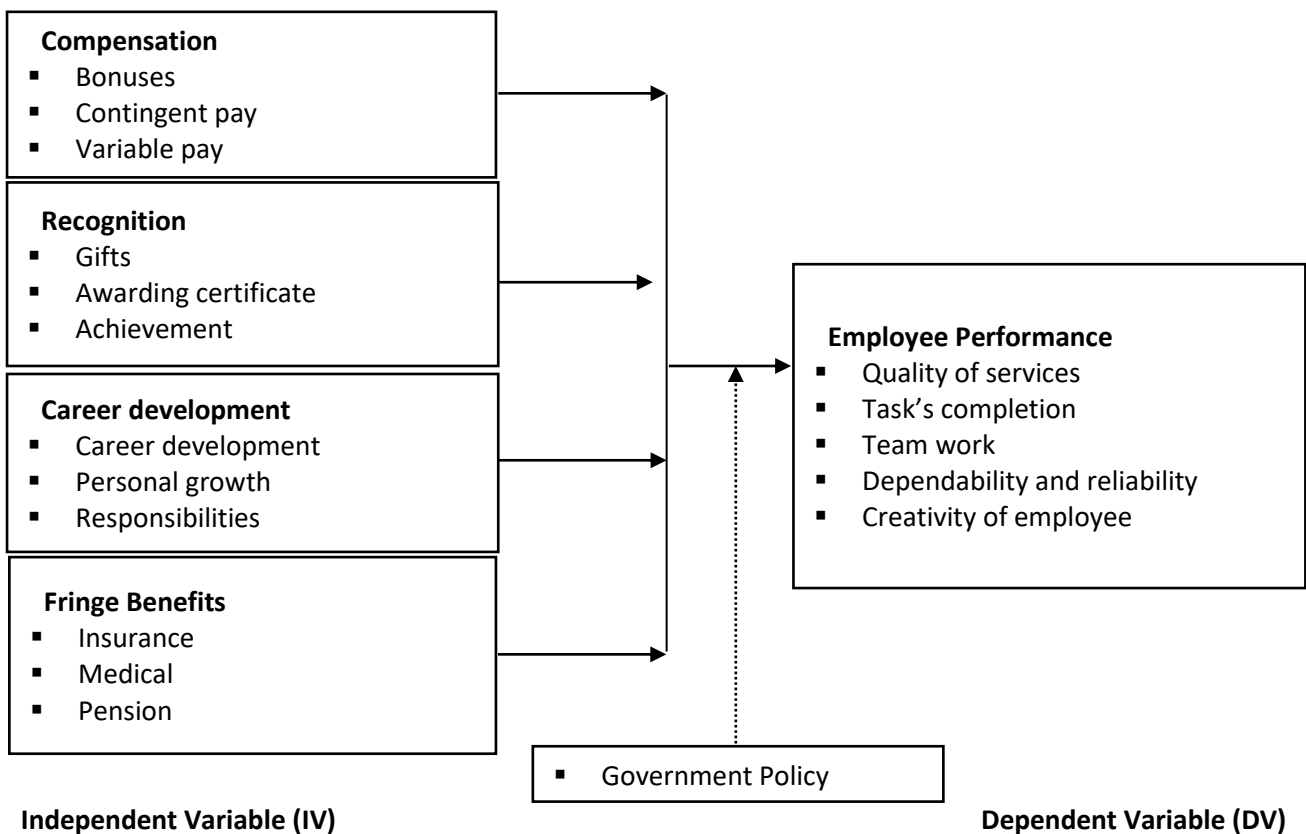 Compensation
▪ Bonuses
▪ Contingent pay
▪ Variable pay
Recognition
▪ Gifts
▪ Awarding certificate
▪ Achievement
Career development
▪ Career development
▪ Personal growth
▪ Responsibilities
Fringe Benefits
▪ Insurance
▪ Medical
▪ Pension
Employee Performance
▪ Quality of services
▪ Task’s completion
▪ Team work
▪ Dependability and reliability
▪ Creativity of employee
▪ Government Policy
Independent Variable (IV)
Dependent Variable (DV)